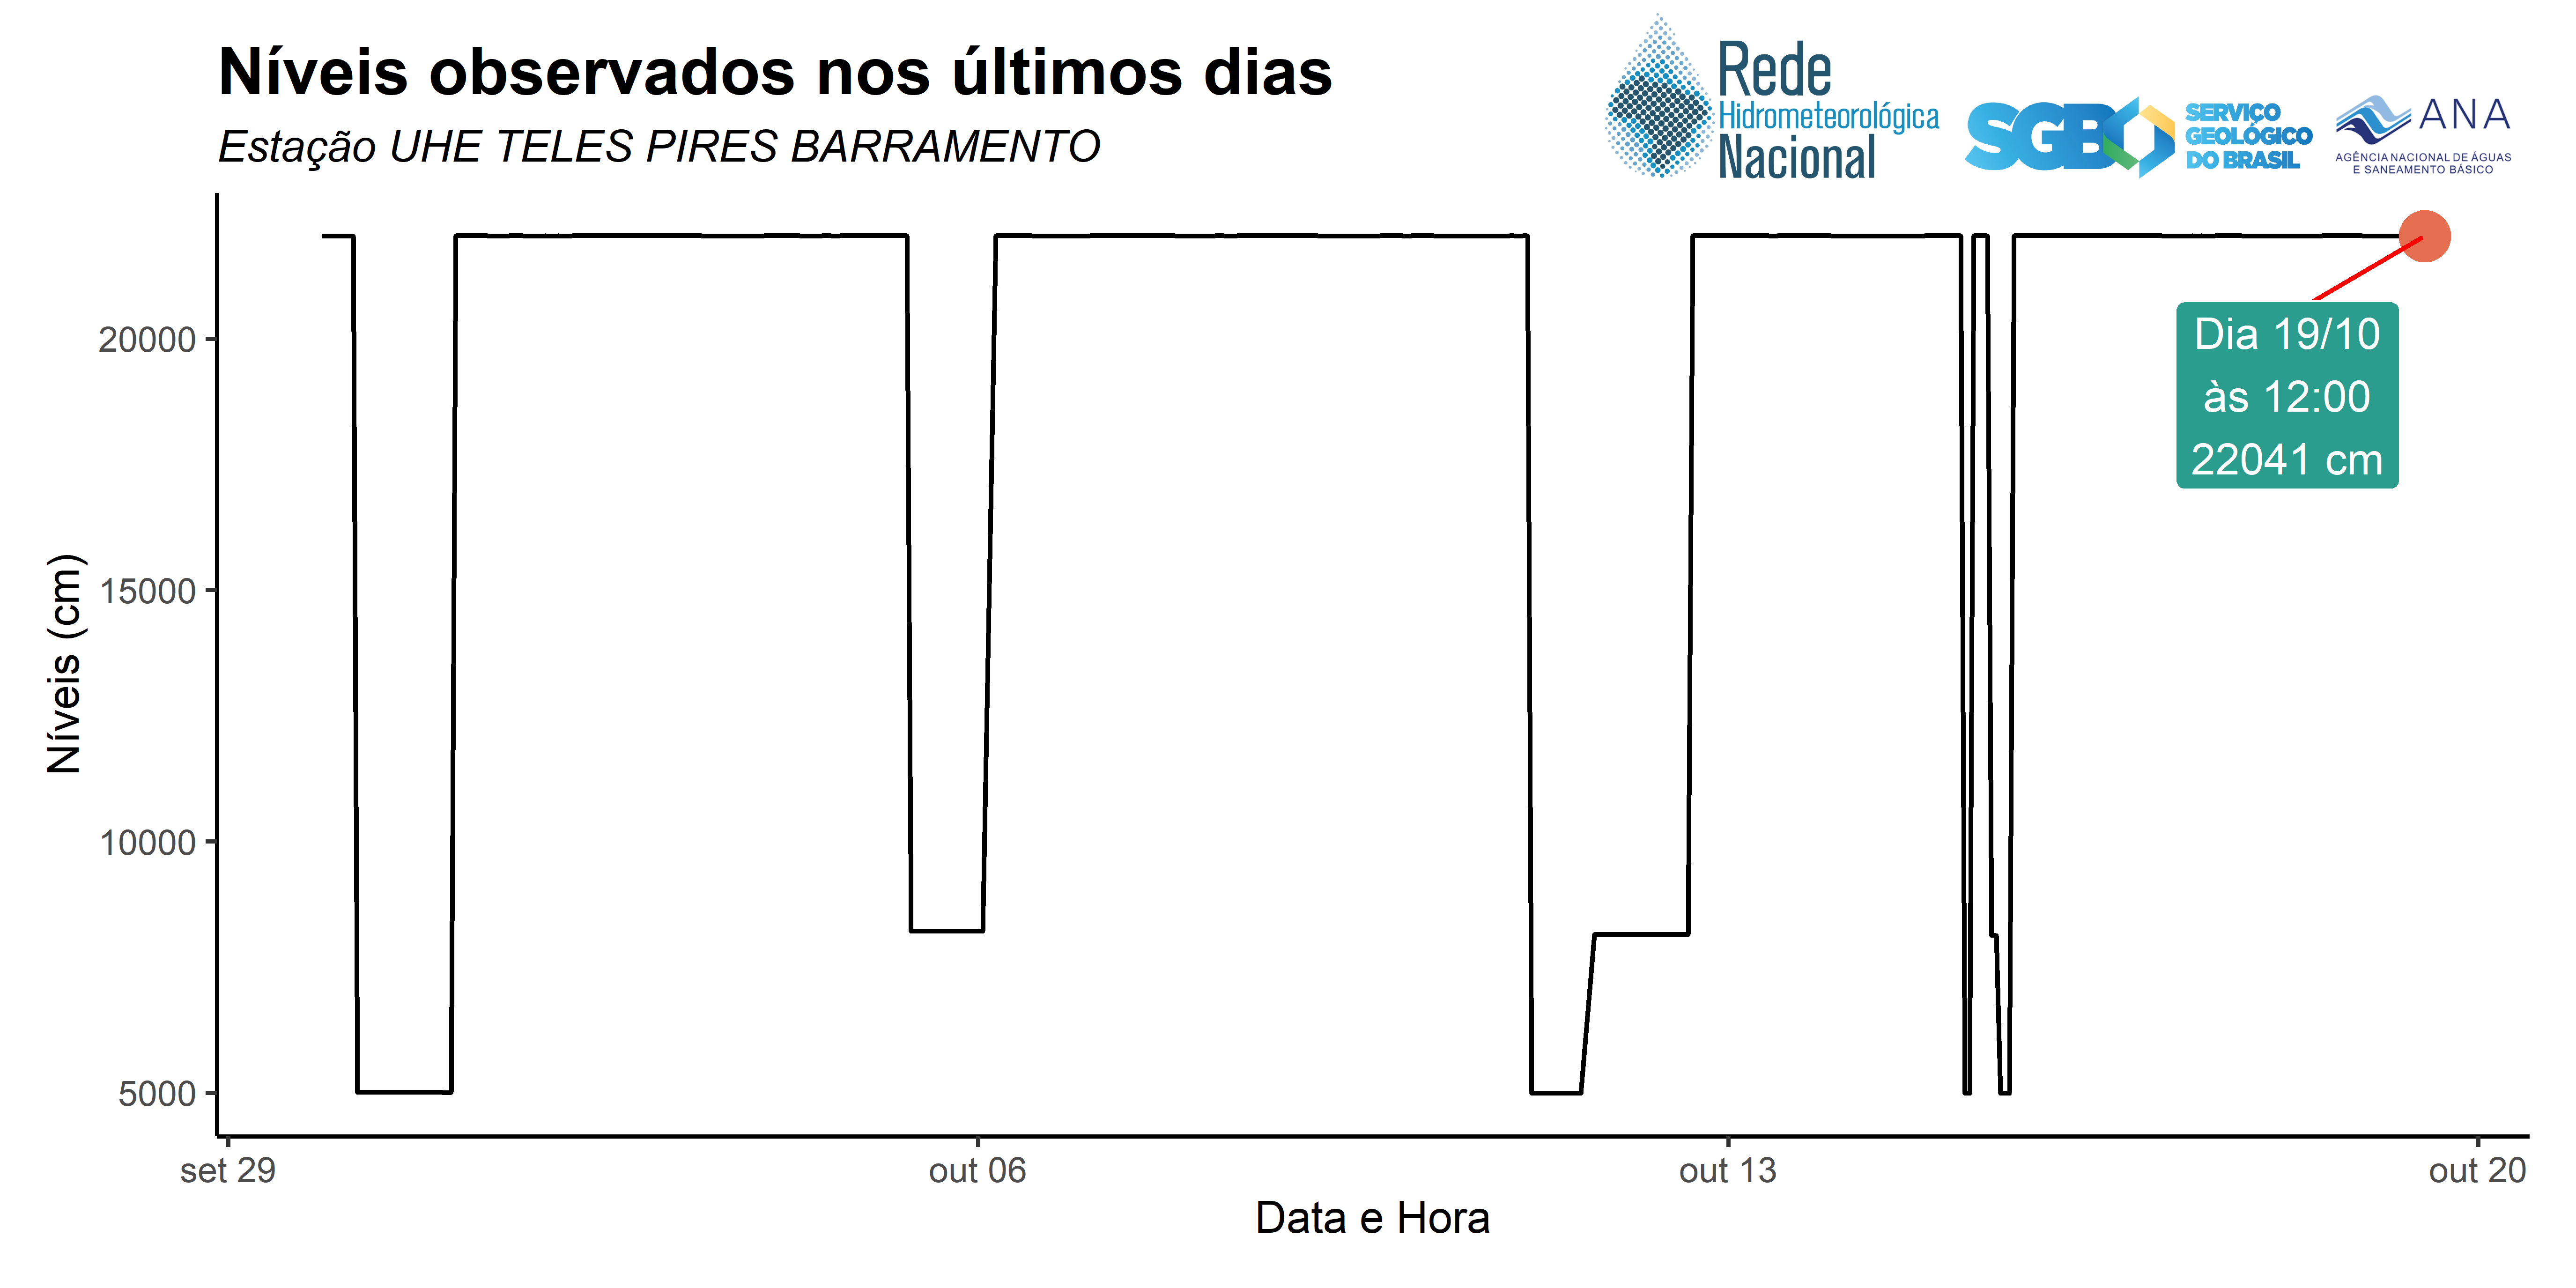 Níveis observados nos últimos dias
Estação UHE TELES PIRES BARRAMENTO
Rede
Hidrometeorológica
Nacional
SGB
SERVIÇO
GEOLÓGICO
DO BRASIL
ANA
AGÊNCIA NACIONAL DE ÁGUAS
E SANEAMENTO BÁSICO
Níveis (cm)
20000
15000
10000
5000
Dia 19/10
às 12:00
22041 cm
set 29
out 06
out 13
out 20
Data e Hora